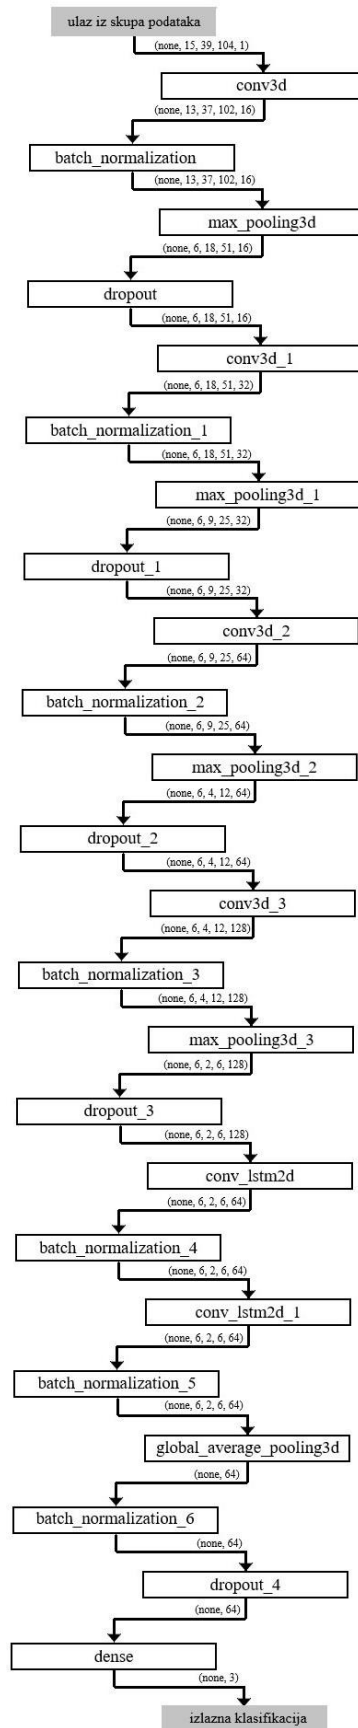 ulaz iz skupa podataka
(none, 15, 39, 104, 1)
conv3d
(none, 13, 37, 102, 16)
batch_normalization
(none, 13, 37, 102, 16)
max_pooling3d
(none, 6, 18, 51, 16)
dropout
(none, 6, 18, 51, 16)
conv3d_1
(none, 6, 18, 51, 32)
batch_normalization_1
(none, 6, 18, 51, 32)
max_pooling3d_1
(none, 6, 9, 25, 32)
dropout_1
(none, 6, 9, 25, 32)
conv3d_2
(none, 6, 9, 25, 64)
batch_normalization_2
(none, 6, 9, 25, 64)
max_pooling3d_2
(none, 6, 4, 12, 64)
dropout_2
(none, 6, 4, 12, 64)
conv3d_3
(none, 6, 4, 12, 128)
batch_normalization_3
(none, 6, 4, 12, 128)
max_pooling3d_3
(none, 6, 2, 6, 128)
dropout_3
(none, 6, 2, 6, 128)
conv_lstm2d
(none, 6, 2, 6, 64)
batch_normalization_4
(none, 6, 2, 6, 64)
conv_lstm2d_1
(none, 6, 2, 6, 64)
batch_normalization_5
(none, 6, 2, 6, 64)
global_average_pooling3d
(none, 64)
batch_normalization_6
(none, 64)
dropout_4
(none, 64)
dense
(none, 3)
izlazna klasifikacija